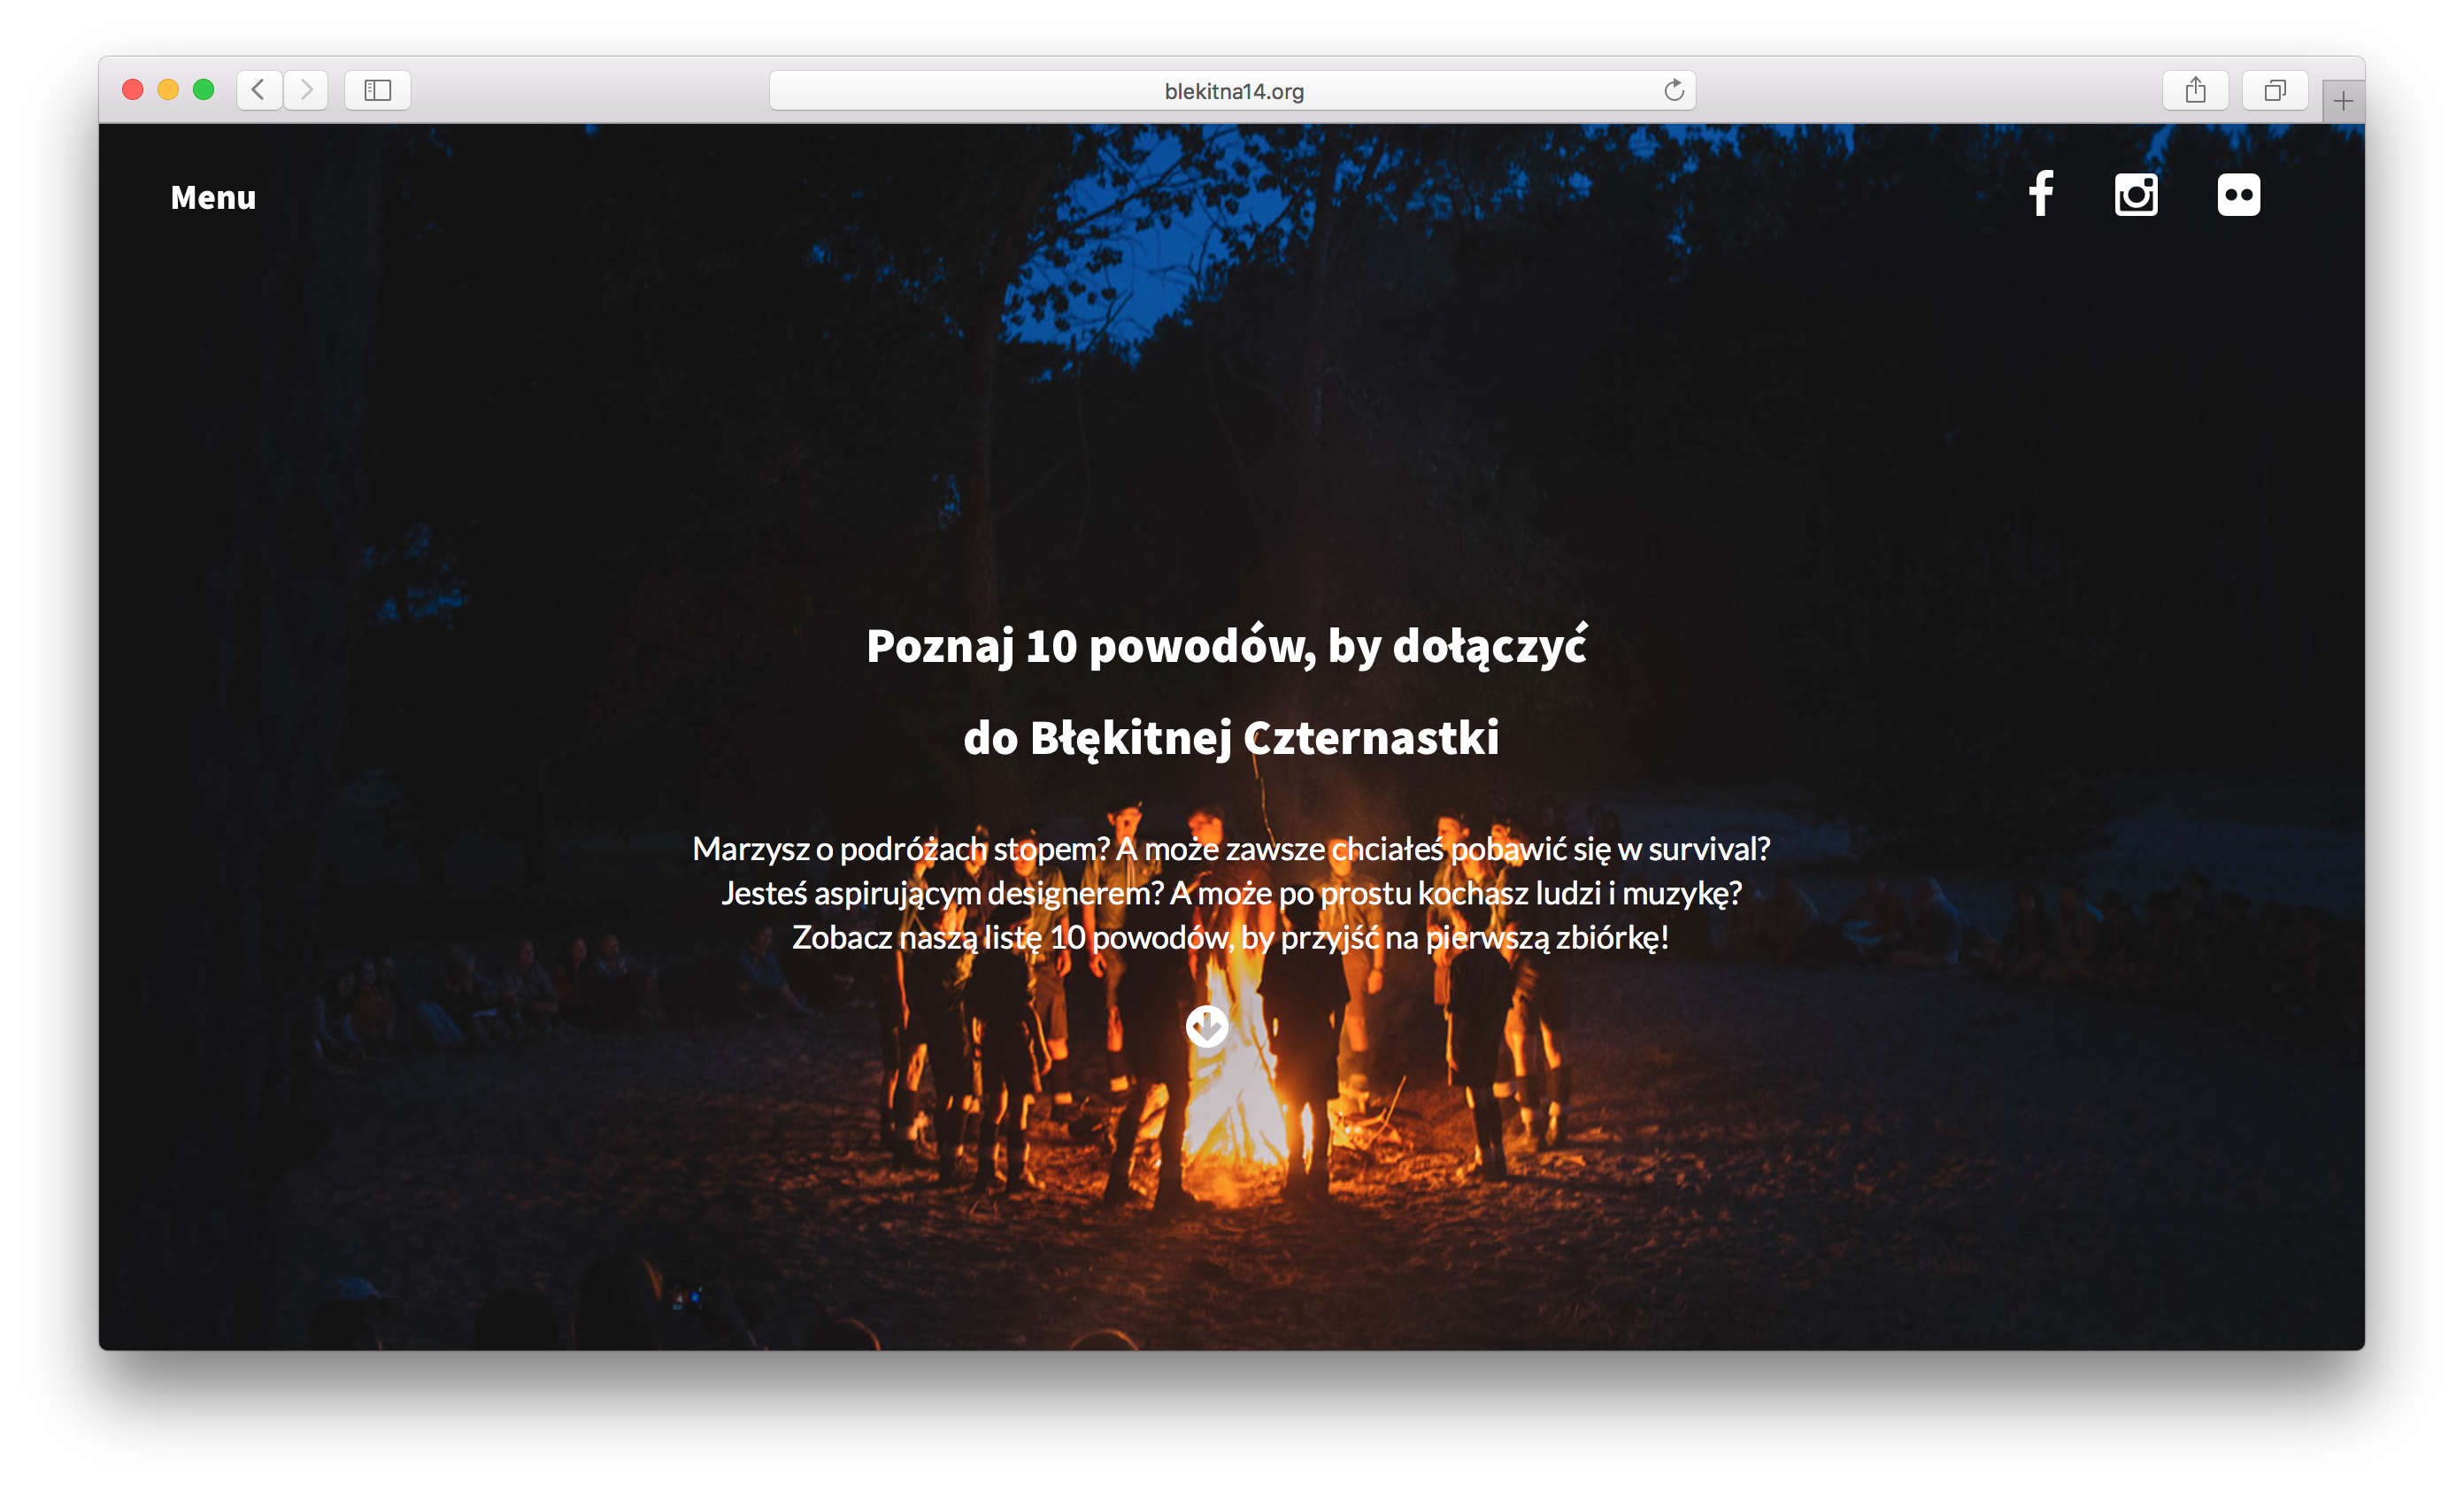 blekitna14.org
Menu
Poznaj 10 powodów, by dołączyć
do Błękitnej Czternastki
Marzysz o podróżach stopem? A może zawsze chciałeś pobawić się w survival?
Jesteś aspirującym designerem? A może po prostu kochasz ludzi i muzykę?
Zobacz naszą listę 10 powodów, by przyjść na pierwszą zbiórkę!